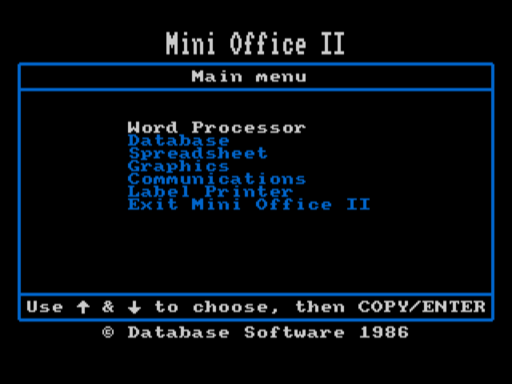 Mini Office II
Main menu
Word Processor
Database
Spreadsheet
Graphics
Communications
Label Printer
Exit Mini Office II
Use ↑ & ↓ to choose, then COPY/ENTER
© Database Software 1986